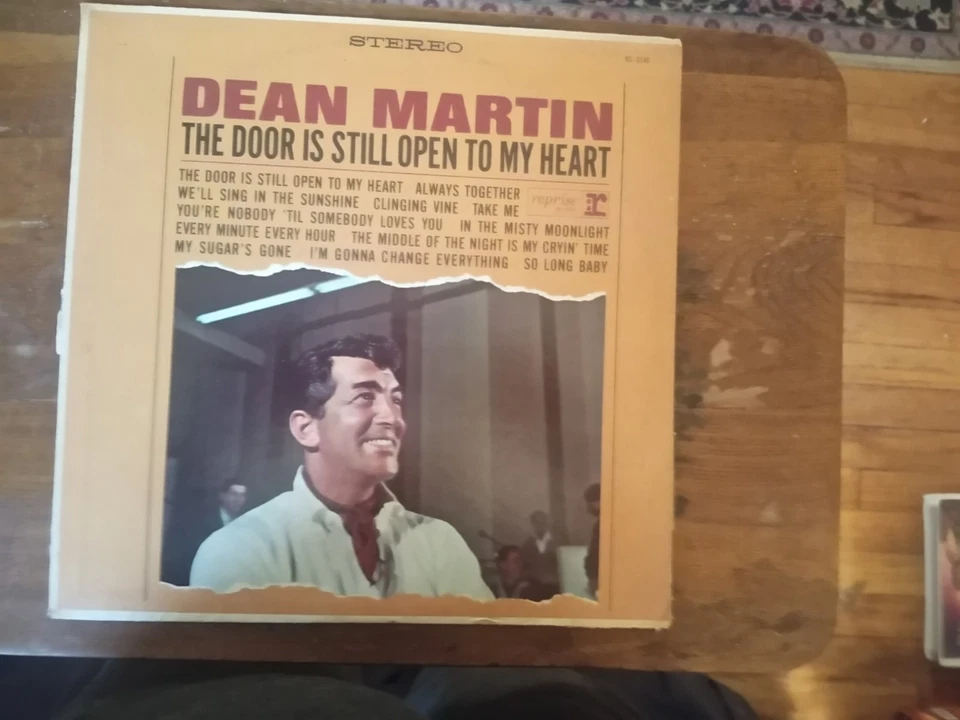 STEREO
DEAN MARTIN
THE DOOR IS STILL OPEN TO MY HEART
THE DOOR IS STILL OPEN TO MY HEART ALWAYS TOGETHER
WE'LL SING IN THE SUNSHINE CLINGING VINE TAKE ME
reprise r
YOU'RE NOBODY 'TIL SOMEBODY LOVES YOU IN THE MISTY MOONLIGHT
EVERY MINUTE EVERY HOUR THE MIDDLE OF THE NIGHT IS MY CRYIN' TIME
MY SUGAR'S GONE I'M GONNA CHANGE EVERYTHING SO LONG BABY